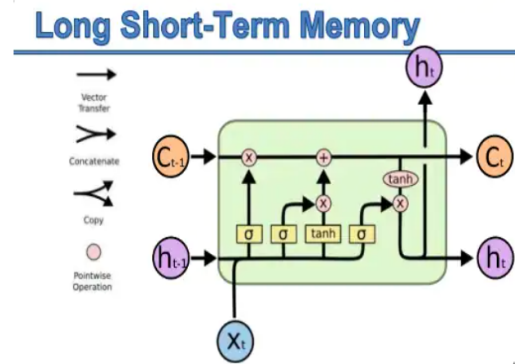 Long Short-Term Memory
hₜ
Vector
Transfer
Concatenate
Copy
Pointwise
Operation
Cₜ₋₁
x
+
Cₜ
tanh
x
x
σ
σ
tanh
σ
hₜ₋₁
hₜ
Xₜ